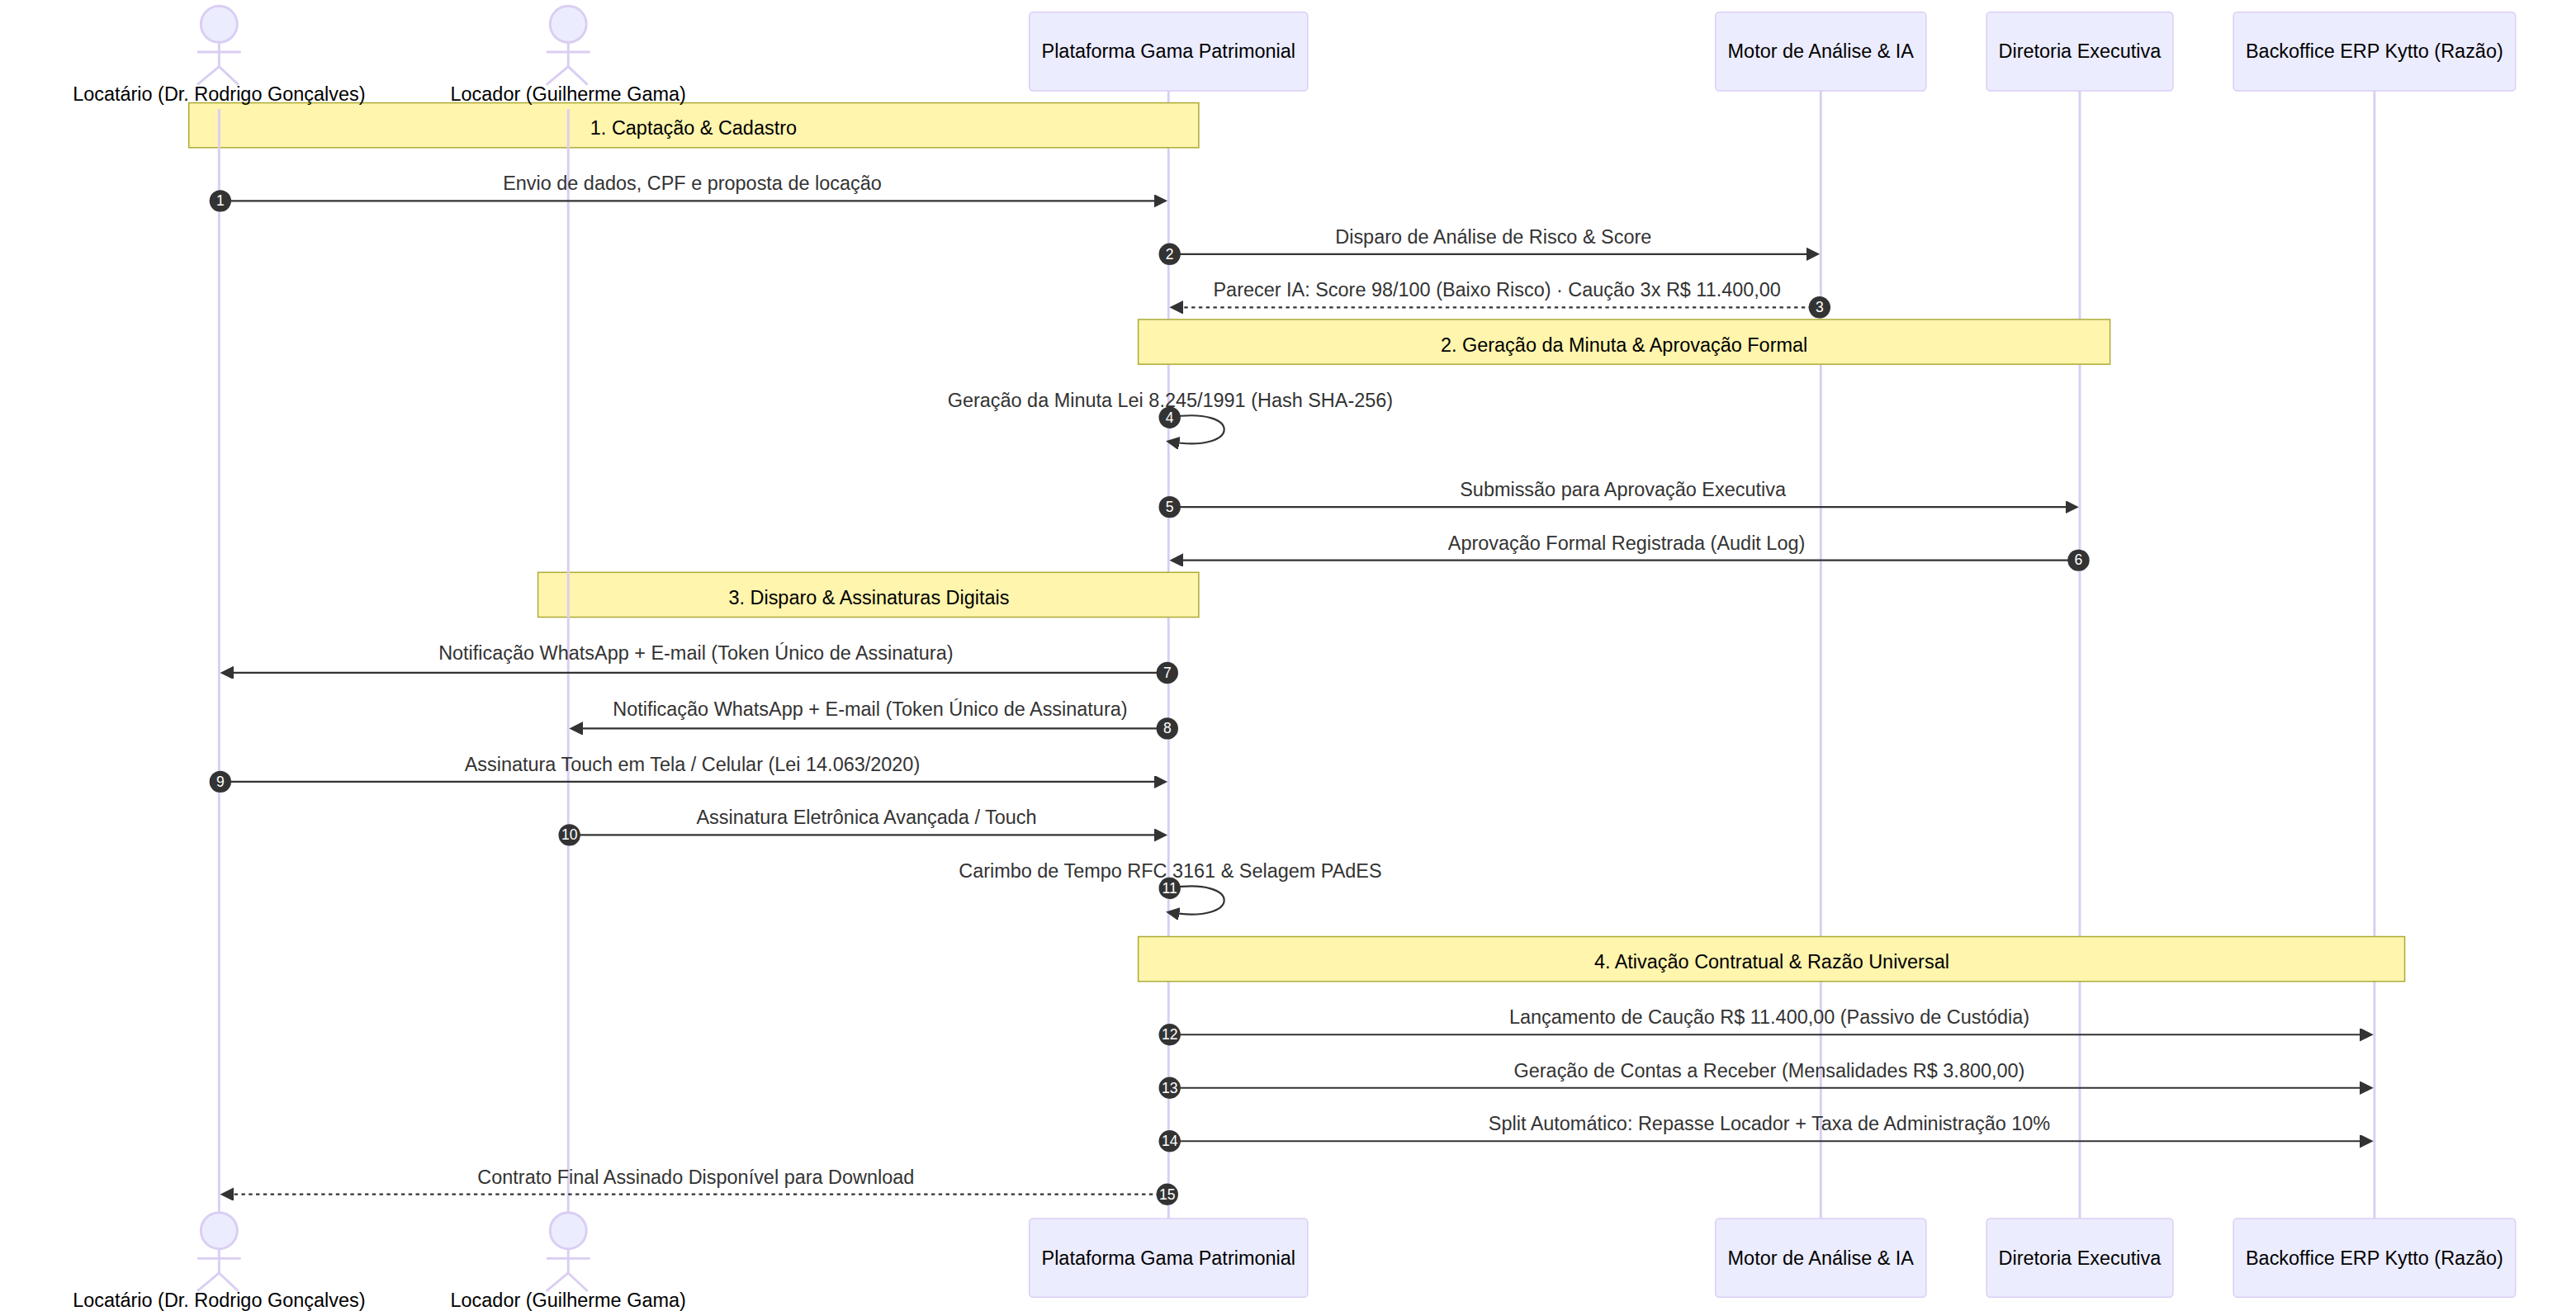 Locatário (Dr. Rodrigo Gonçalves)
Locador (Guilherme Gama)
Plataforma Gama Patrimonial
Motor de Análise & IA
Diretoria Executiva
Backoffice ERP Kytto (Razão)
1. Captação & Cadastro
Envio de dados, CPF e proposta de locação
1
Disparo de Análise de Risco & Score
2
Parecer IA: Score 98/100 (Baixo Risco) · Caução 3x R$ 11.400,00
3
2. Geração da Minuta & Aprovação Formal
Geração da Minuta Lei 8.245/1991 (Hash SHA-256)
4
Submissão para Aprovação Executiva
5
Aprovação Formal Registrada (Audit Log)
6
3. Disparo & Assinaturas Digitais
Notificação WhatsApp + E-mail (Token Único de Assinatura)
7
Notificação WhatsApp + E-mail (Token Único de Assinatura)
8
Assinatura Touch em Tela / Celular (Lei 14.063/2020)
9
Assinatura Eletrônica Avançada / Touch
10
Carimbo de Tempo RFC 3161 & Selagem PAdES
11
4. Ativação Contratual & Razão Universal
Lançamento de Caução R$ 11.400,00 (Passivo de Custódia)
12
Geração de Contas a Receber (Mensalidades R$ 3.800,00)
13
Split Automático: Repasse Locador + Taxa de Administração 10%
14
Contrato Final Assinado Disponível para Download
15
Locatário (Dr. Rodrigo Gonçalves)
Locador (Guilherme Gama)
Plataforma Gama Patrimonial
Motor de Análise & IA
Diretoria Executiva
Backoffice ERP Kytto (Razão)